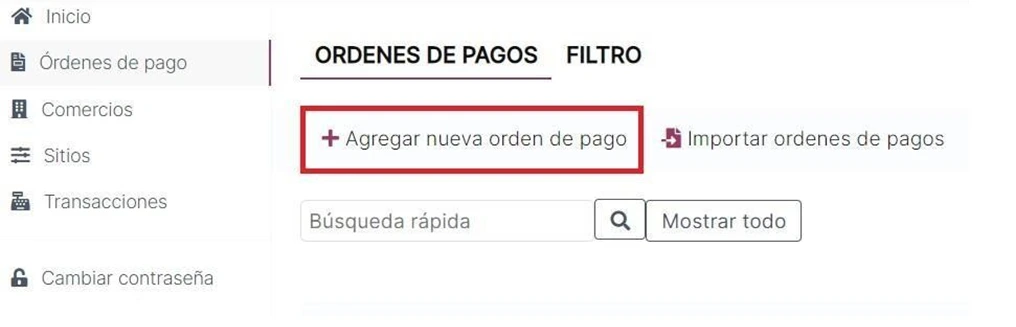 Inicio
Órdenes de pago
Comercios
Sitios
Transacciones
Cambiar contraseña
ORDENES DE PAGOS FILTRO
Agregar nueva orden de pago Importar ordenes de pagos
Búsqueda rápida Mostrar todo